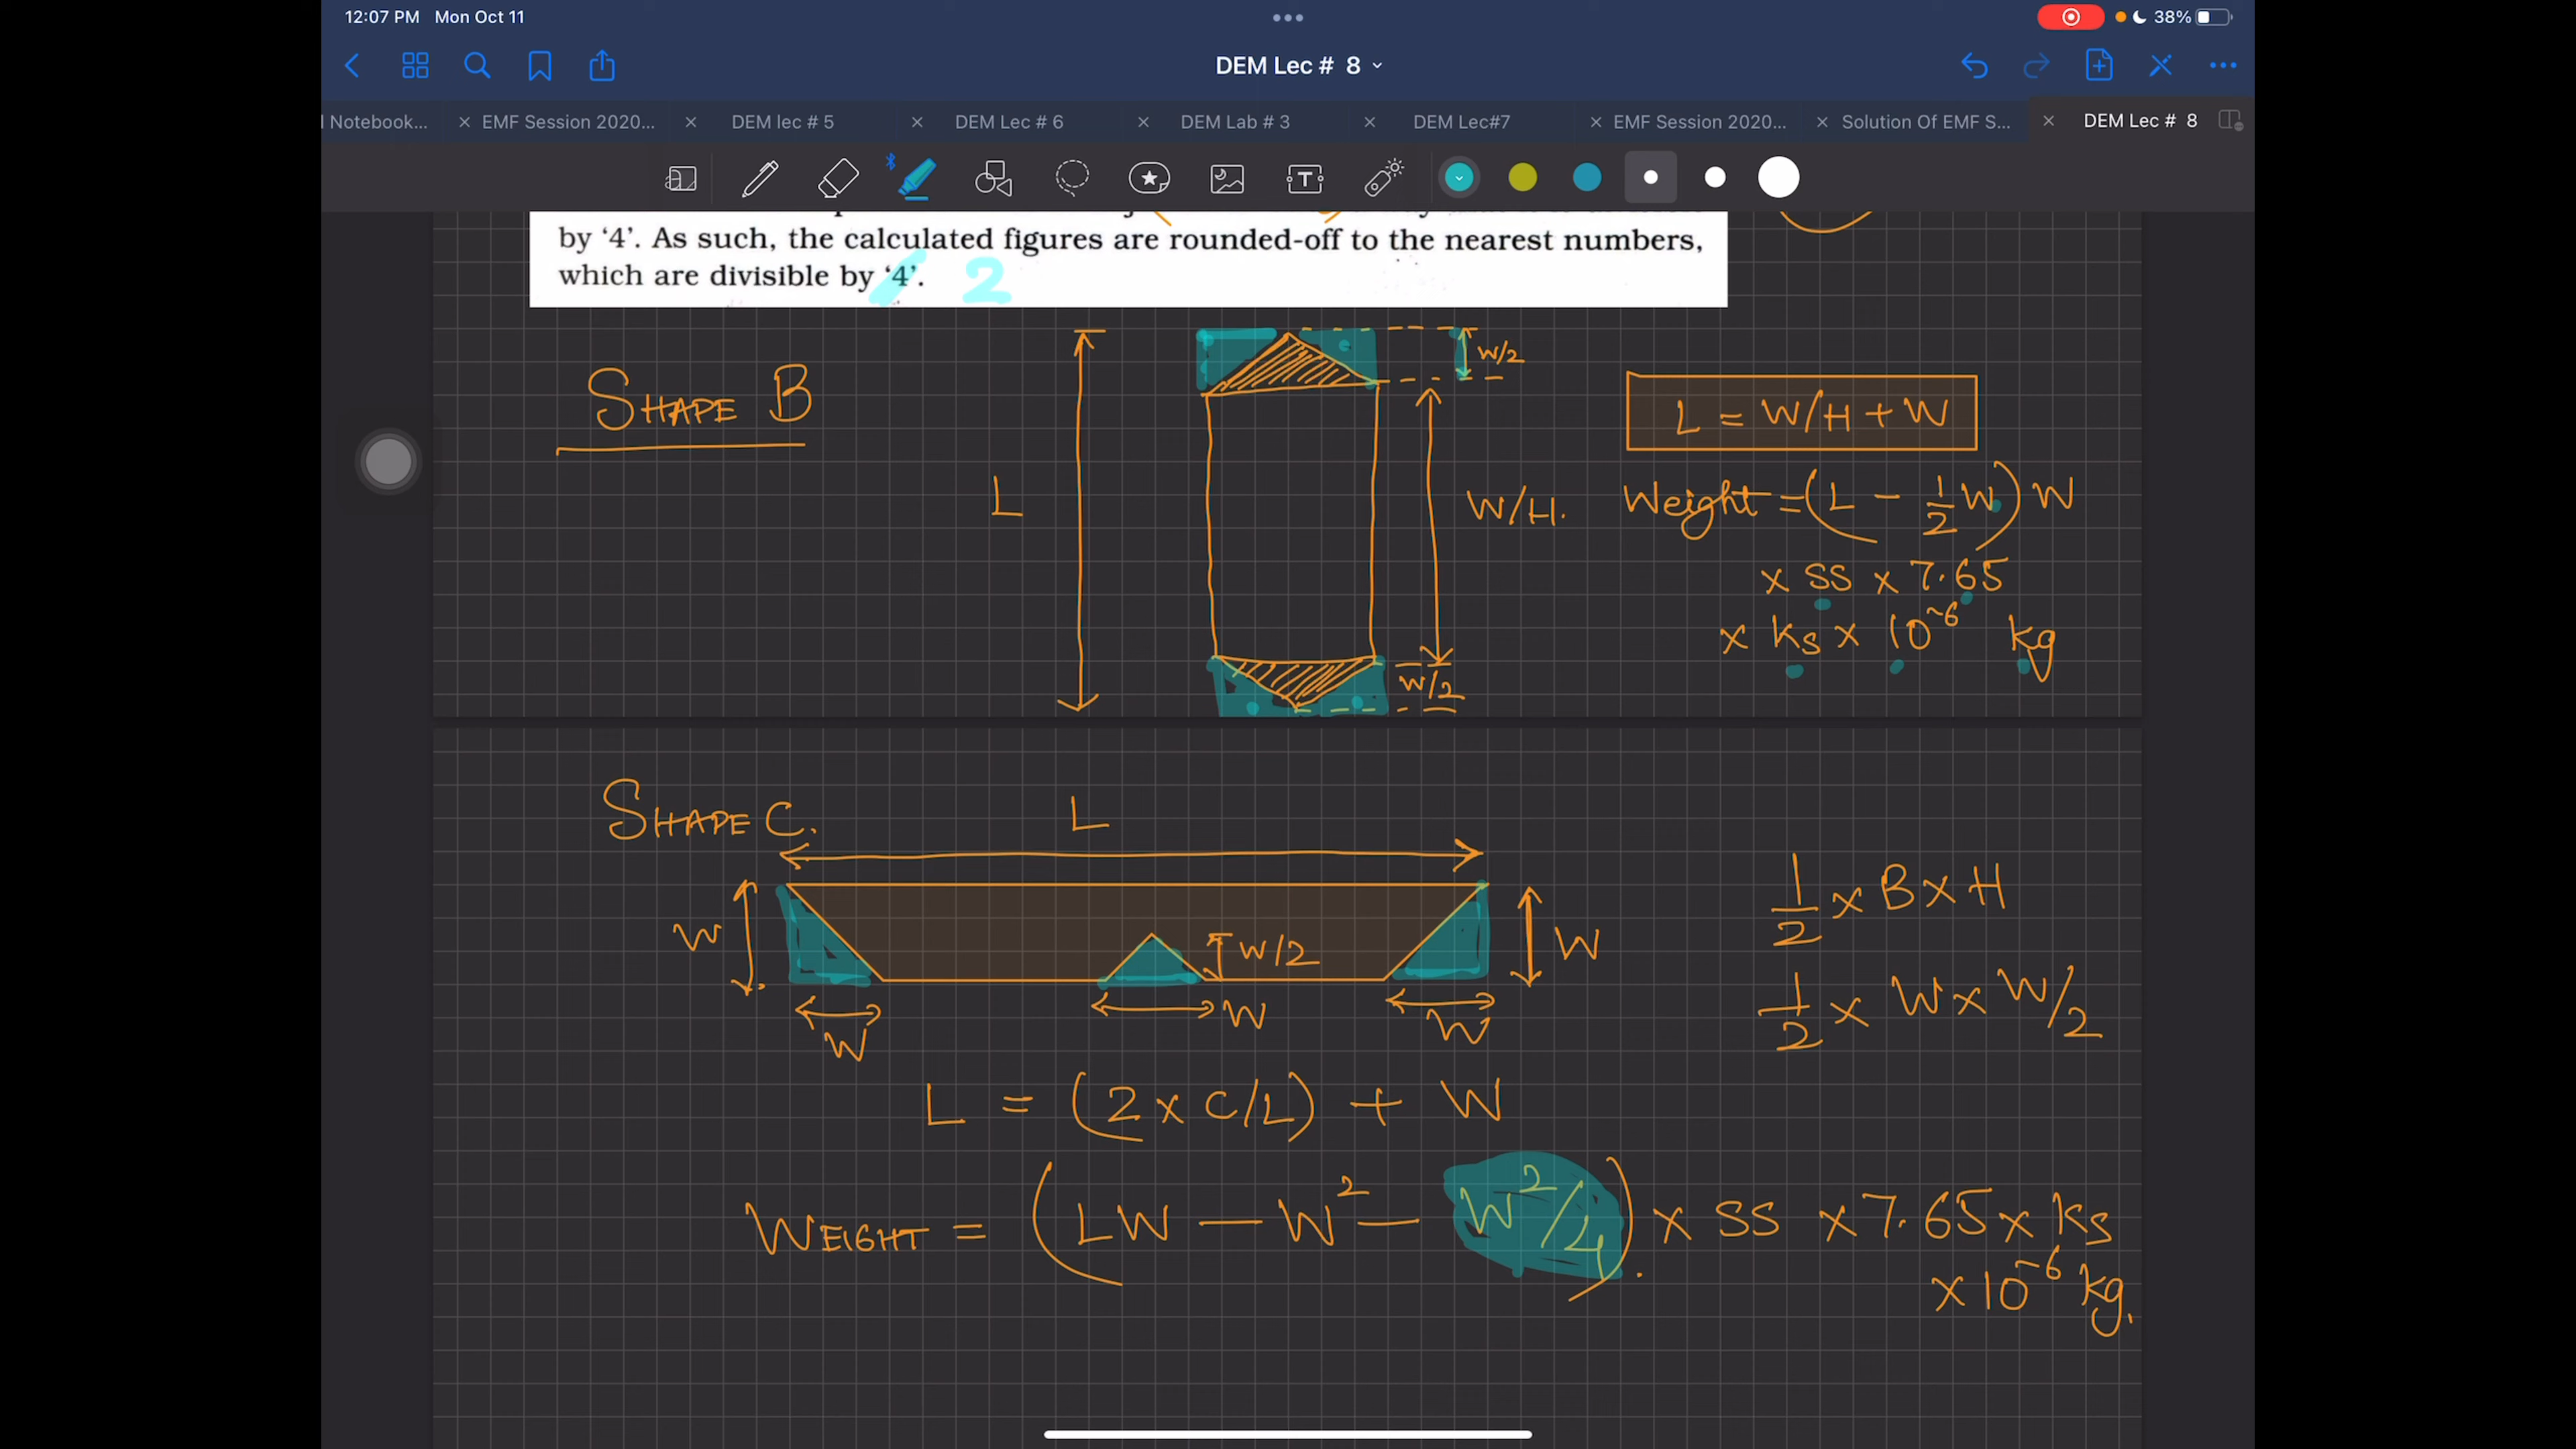 12:07 PM Mon Oct 11
38%
DEM Lec # 8
l Notebook...
EMF Session 2020...
DEM lec # 5
DEM Lec # 6
DEM Lab # 3
DEM Lec#7
EMF Session 2020...
Solution Of EMF S...
DEM Lec # 8
by ‘4’. As such, the calculated figures are rounded-off to the nearest numbers,
which are divisible by ‘4’. 2
SHAPE B
L
W/2
W/H.
W/2
L = W/H + W
Weight = (L - 1/2 W) W
x SS x 7.65
x Ks x 10^-6 kg
SHAPE C.
L
W
W/2
W
W
W
W
1/2 x B x H
1/2 x W x W/2
L = (2 x C/L) + W
WEIGHT = (LW - W² - W²/4) x SS x 7.65 x Ks
x 10^-6 kg.